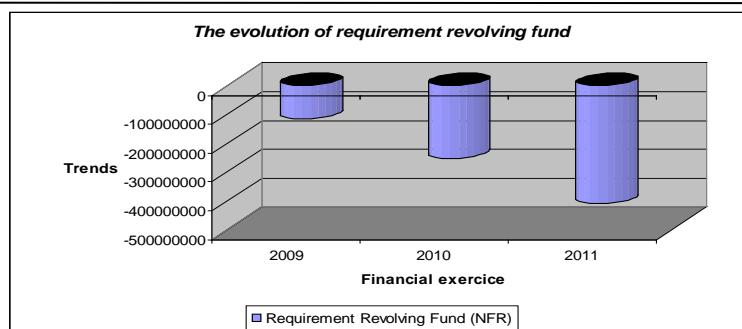 The evolution of requirement revolving fund
0
-100000000
-200000000
-300000000
-400000000
-500000000
Trends
2009 2010 2011
Financial exercice
Requirement Revolving Fund (NFR)